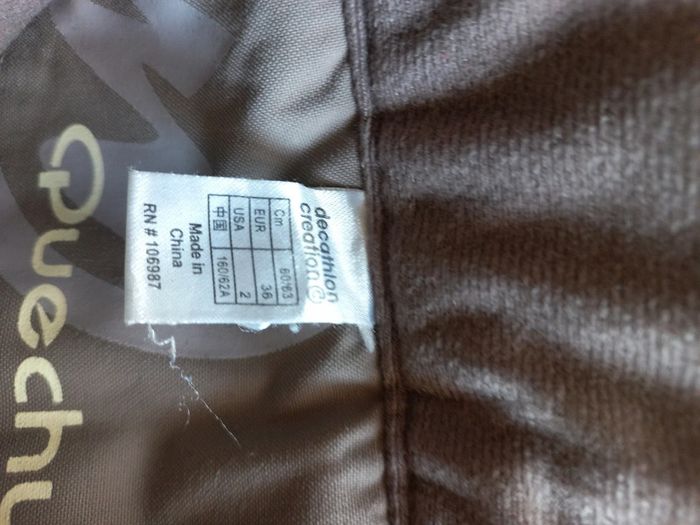 decathlon
creation©
Cm 60/63
EUR 36
USA 2
中国 160/62A
Made in
China
RN # 106987
Quechu